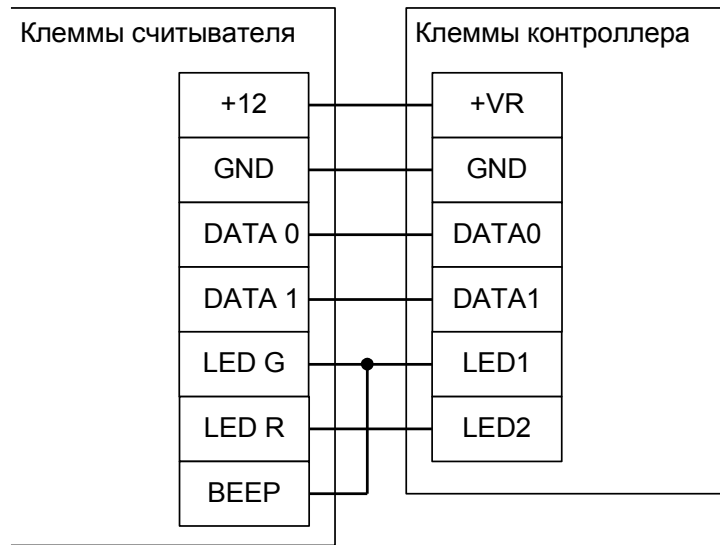 Клеммы считывателя
Клеммы контроллера
+12
+VR
GND
GND
DATA 0
DATA0
DATA 1
DATA1
LED G
LED1
LED R
LED2
BEEP